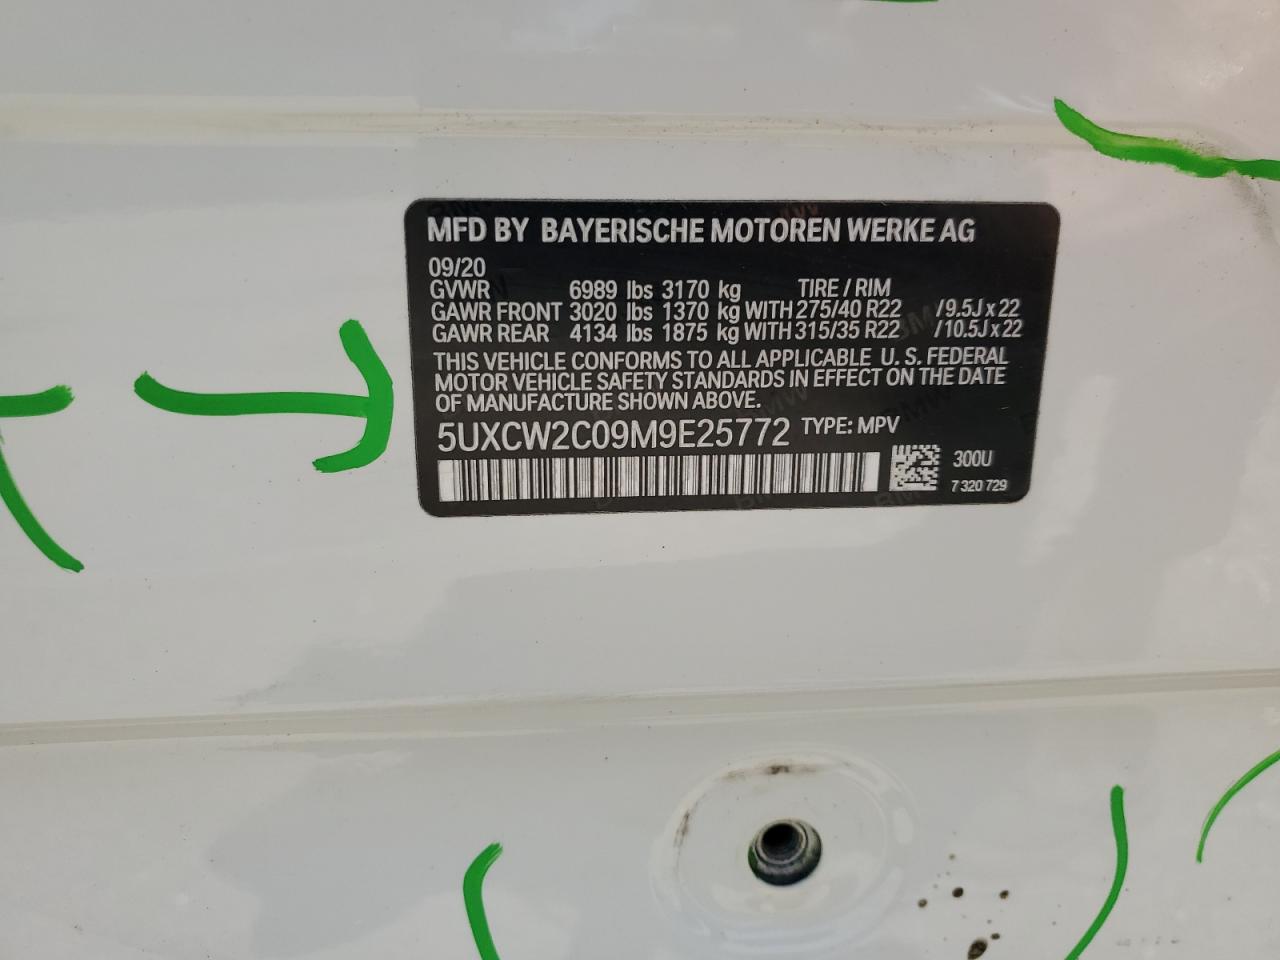 MFD BY BAYERISCHE MOTOREN WERKE AG
09/20
GVWR 6989 lbs 3170 kg TIRE / RIM
GAWR FRONT 3020 lbs 1370 kg WITH 275/40 R22 /9.5J x 22
GAWR REAR 4134 lbs 1875 kg WITH 315/35 R22 /10.5J x 22
THIS VEHICLE CONFORMS TO ALL APPLICABLE U. S. FEDERAL
MOTOR VEHICLE SAFETY STANDARDS IN EFFECT ON THE DATE
OF MANUFACTURE SHOWN ABOVE.
5UXCW2C09M9E25772 TYPE: MPV
300U
7 320 729